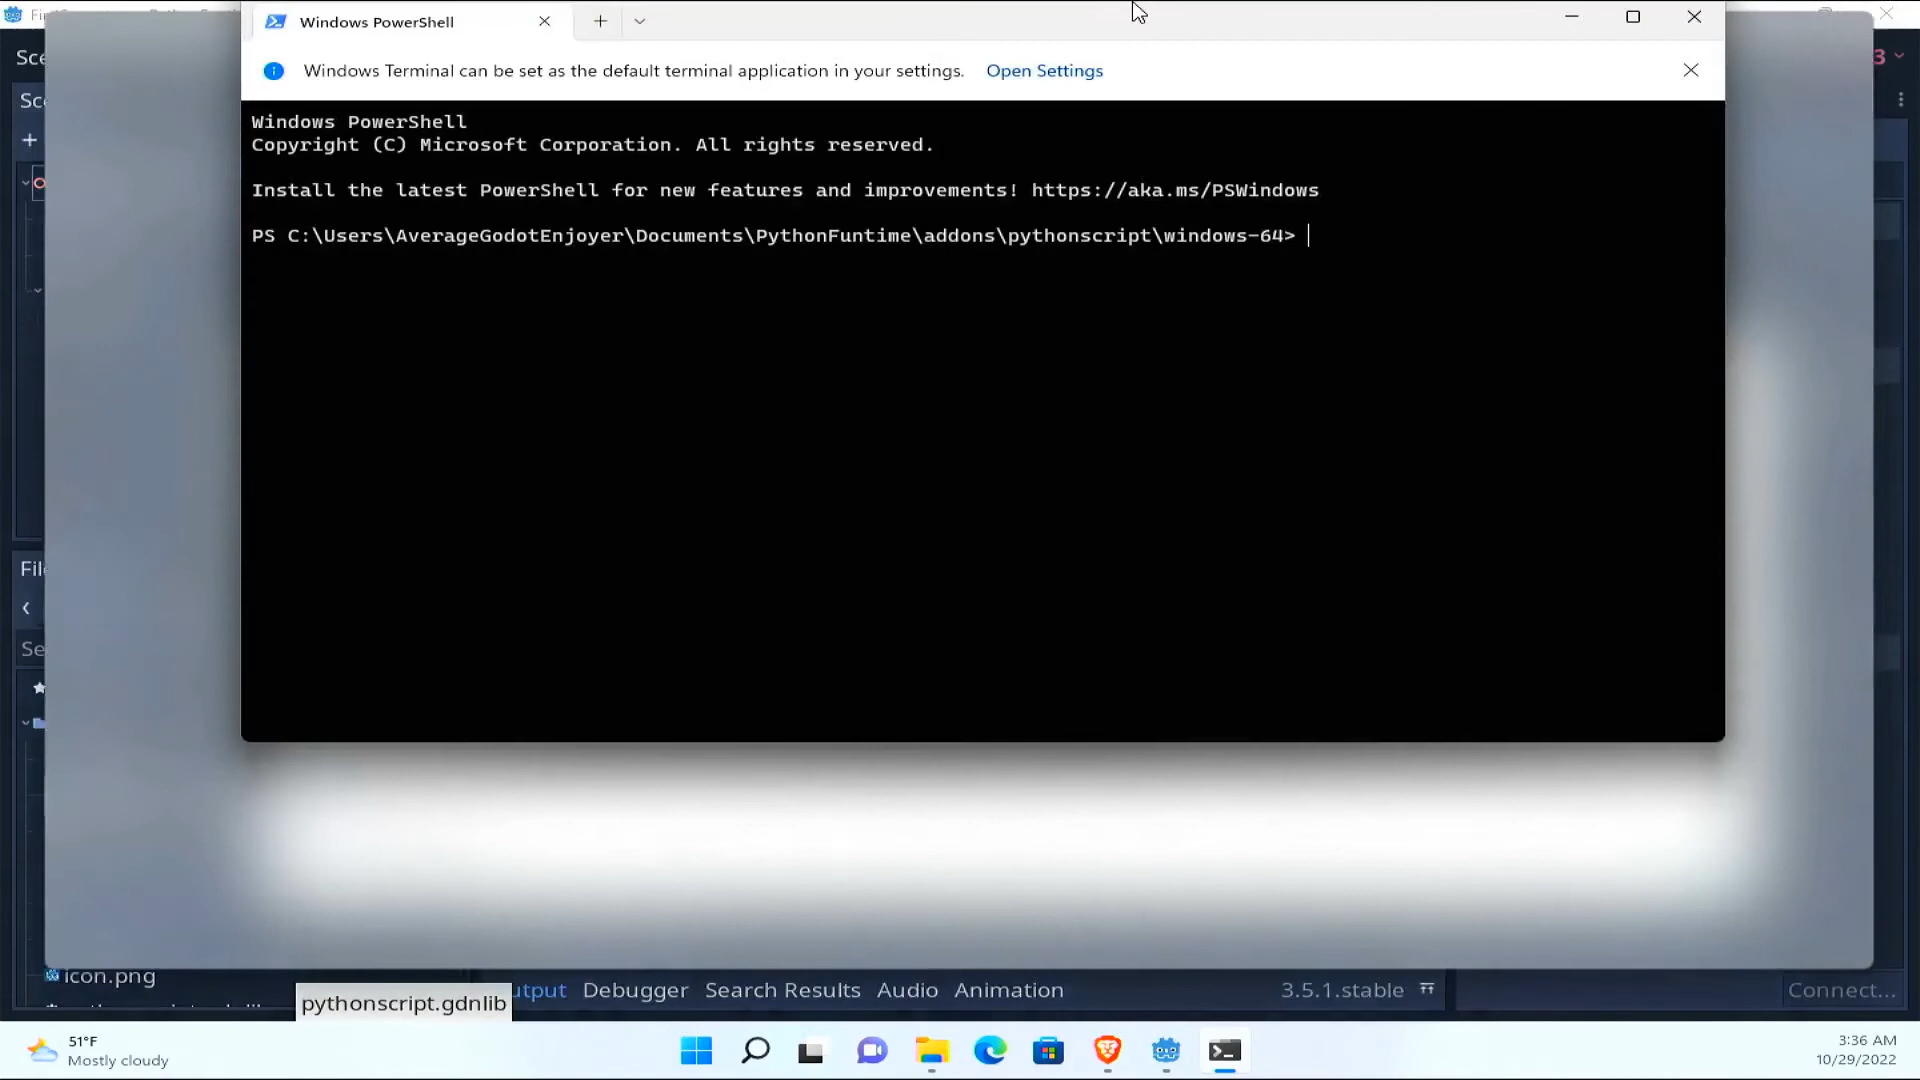 Windows PowerShell
Windows Terminal can be set as the default terminal application in your settings. Open Settings
Windows PowerShell
Copyright (C) Microsoft Corporation. All rights reserved.
Install the latest PowerShell for new features and improvements! https://aka.ms/PSWindows
PS C:\Users\AverageGodotEnjoyer\Documents\PythonFuntime\addons\pythonscript\windows-64>
3
icon.png
pythonscript.gdnlib
Debugger Search Results Audio Animation 3.5.1.stable Connect...
51°F
Mostly cloudy
3:36 AM
10/29/2022